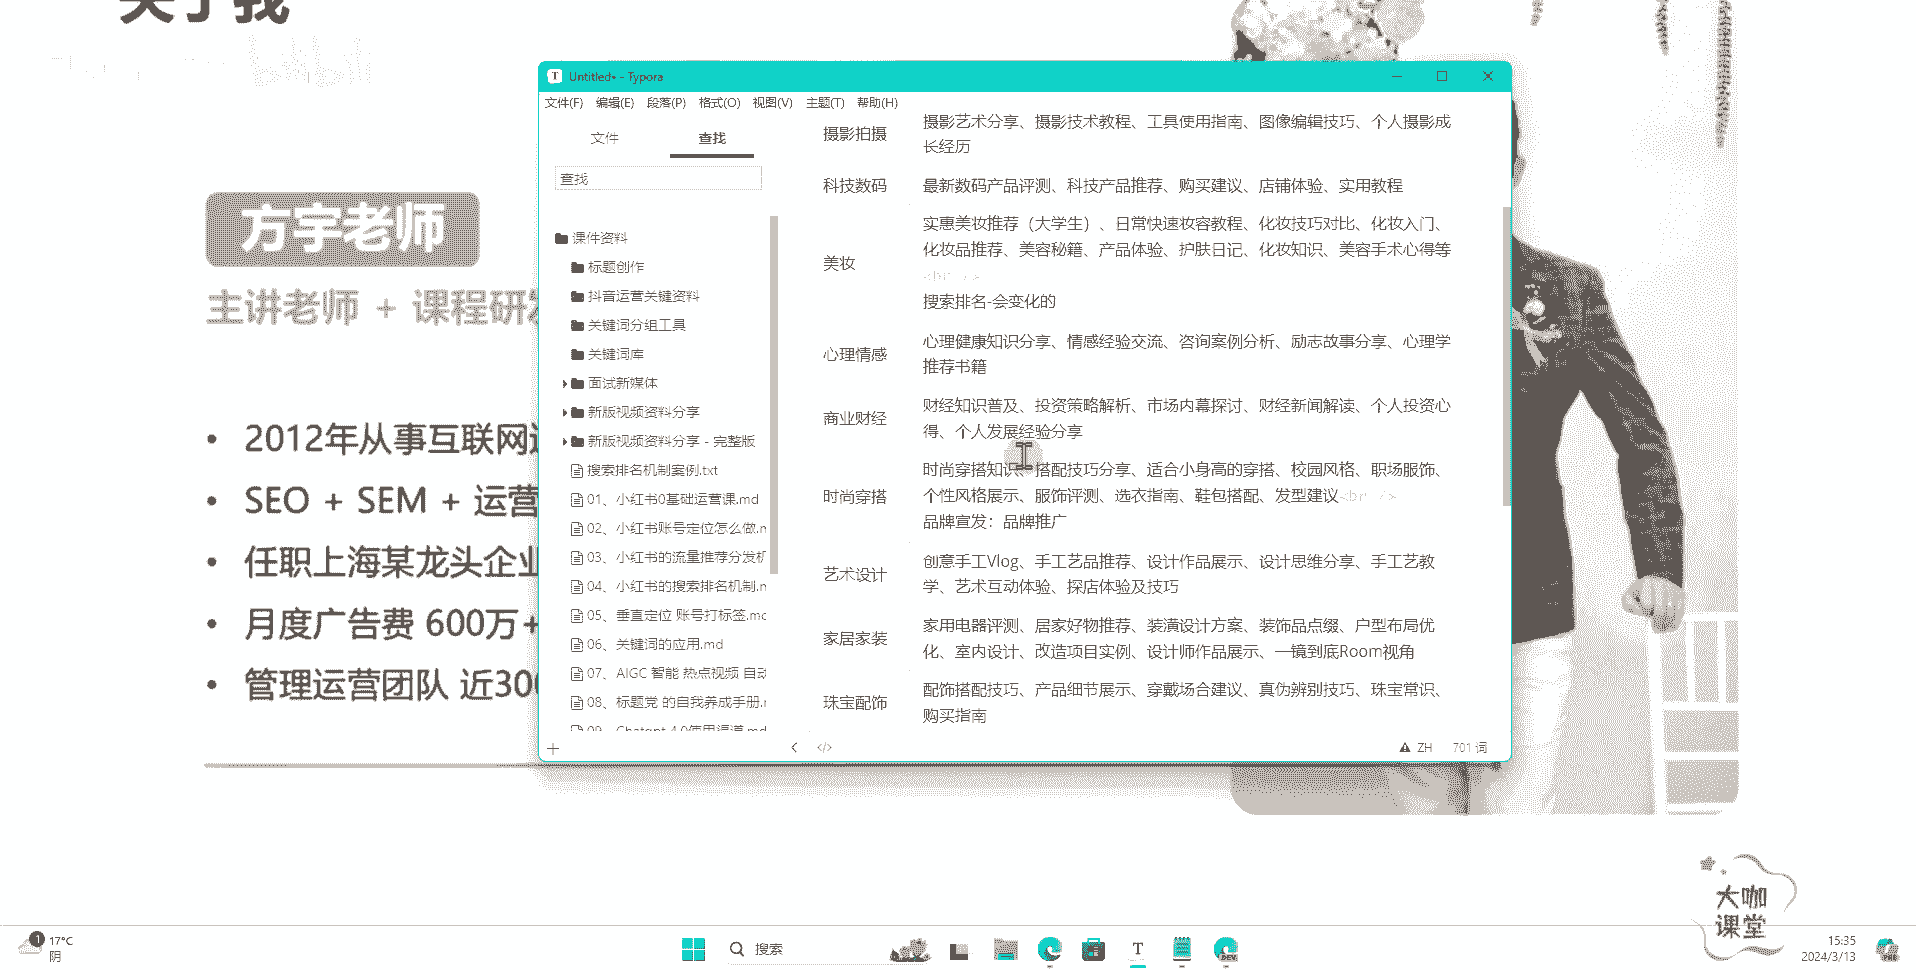 关于我
bilibili
方宇老师
主讲老师 + 课程研发
• 2012年从事互联网运
• SEO + SEM + 运营
• 任职上海某龙头企业
• 月度广告费 600万+
• 管理运营团队 近300
Untitled• - Typora
文件(F) 编辑(E) 段落(P) 格式(O) 视图(V) 主题(T) 帮助(H)
文件 查找
查找
课件资料
标题创作
抖音运营关键资料
关键词分组工具
关键词库
面试新媒体
新版视频资料分享
新版视频资料分享 - 完整版
搜索排名机制案例.txt
01、小红书0基础运营课.md
02、小红书账号定位怎么做.m
03、小红书的流量推荐分发机
04、小红书的搜索排名机制.m
05、垂直定位 账号打标签.md
06、关键词的应用.md
07、AIGC 智能 热点视频 自动
08、标题党 的自我养成手册.m
09、Chatgpt 4.0使用渠道.md
摄影拍摄
摄影艺术分享、摄影技术教程、工具使用指南、图像编辑技巧、个人摄影成
长经历
科技数码
最新数码产品评测、科技产品推荐、购买建议、店铺体验、实用教程
美妆
实惠美妆推荐（大学生）、日常快速妆容教程、化妆技巧对比、化妆入门、
化妆品推荐、美容秘籍、产品体验、护肤日记、化妆知识、美容手术心得等
<br />
搜索排名-会变化的
心理情感
心理健康知识分享、情感经验交流、咨询案例分析、励志故事分享、心理学
推荐书籍
商业财经
财经知识普及、投资策略解析、市场内幕探讨、财经新闻解读、个人投资心
得、个人发展经验分享
时尚穿搭
时尚穿搭知识、搭配技巧分享、适合小身高的穿搭、校园风格、职场服饰、
个性风格展示、服饰评测、选衣指南、鞋包搭配、发型建议<br />
品牌宣发：品牌推广
艺术设计
创意手工Vlog、手工艺品推荐、设计作品展示、设计思维分享、手工艺教
学、艺术互动体验、探店体验及技巧
家居家装
家用电器评测、居家好物推荐、装潢设计方案、装饰品点缀、户型布局优
化、室内设计、改造项目实例、设计师作品展示、一镜到底Room视角
珠宝配饰
配饰搭配技巧、产品细节展示、穿戴场合建议、真伪辨别技巧、珠宝常识、
购买指南
ZH 701 词
大咖
课堂
1 17°C
阴
搜索
DEV
15:35
2024/3/13